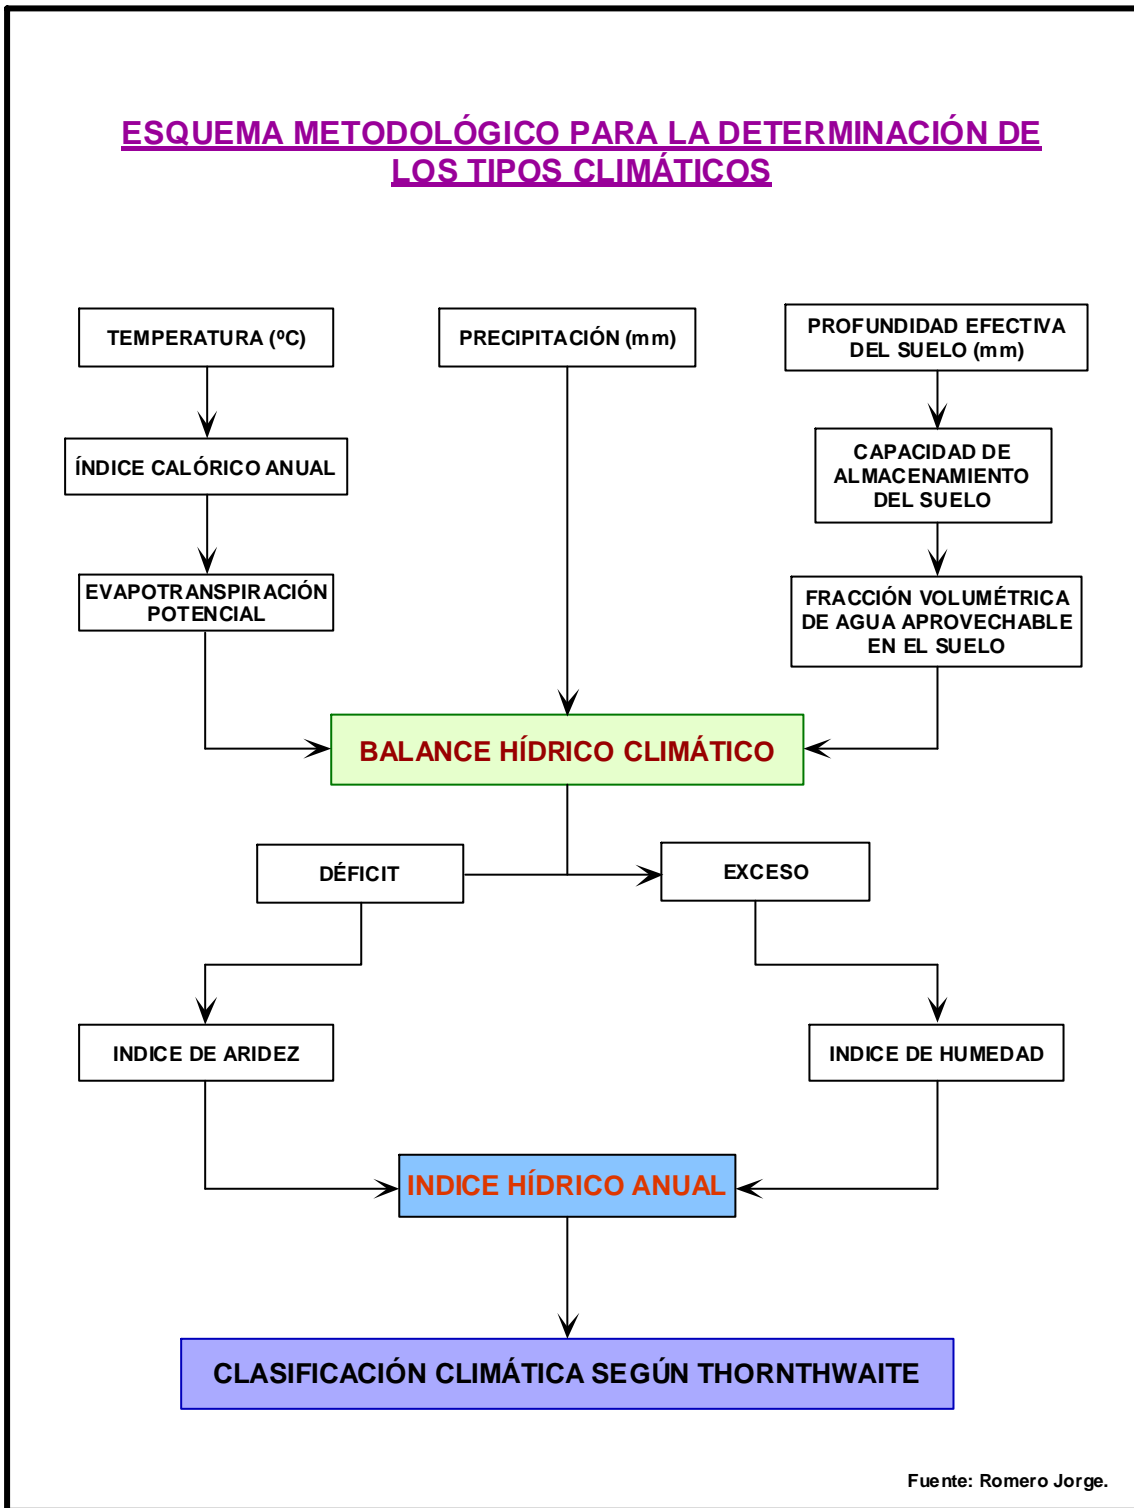 ESQUEMA METODOLÓGICO PARA LA DETERMINACIÓN DE
LOS TIPOS CLIMÁTICOS
TEMPERATURA (ºC)
PRECIPITACIÓN (mm)
PROFUNDIDAD EFECTIVA
DEL SUELO (mm)
ÍNDICE CALÓRICO ANUAL
CAPACIDAD DE
ALMACENAMIENTO
DEL SUELO
EVAPOTRANSPIRACIÓN
POTENCIAL
FRACCIÓN VOLUMÉTRICA
DE AGUA APROVECHABLE
EN EL SUELO
BALANCE HÍDRICO CLIMÁTICO
DÉFICIT
EXCESO
INDICE DE ARIDEZ
INDICE DE HUMEDAD
INDICE HÍDRICO ANUAL
CLASIFICACIÓN CLIMÁTICA SEGÚN THORNTHWAITE
Fuente: Romero Jorge.